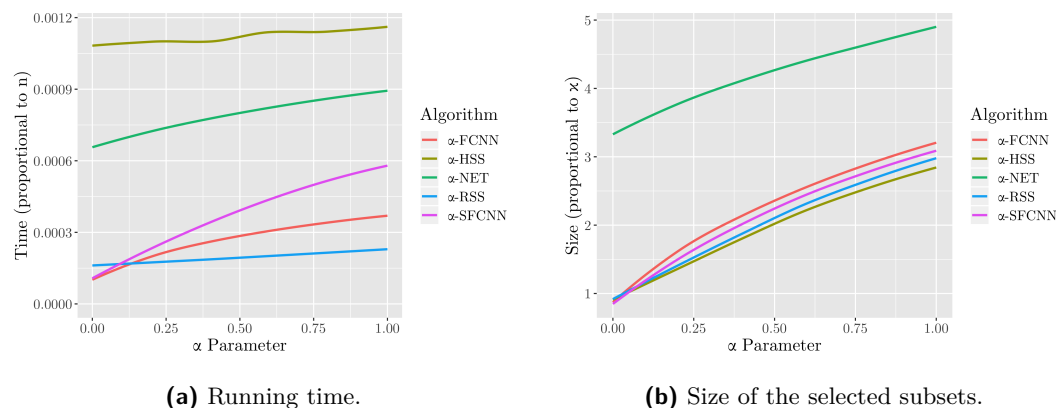 0.0012
0.0009
0.0006
0.0003
0.0000
Time (proportional to n)
0.00 0.25 0.50 0.75 1.00
α Parameter
Algorithm
α-FCNN
α-HSS
α-NET
α-RSS
α-SFCNN
(a) Running time.
5
4
3
2
1
Size (proportional to ϰ)
0.00 0.25 0.50 0.75 1.00
α Parameter
Algorithm
α-FCNN
α-HSS
α-NET
α-RSS
α-SFCNN
(b) Size of the selected subsets.